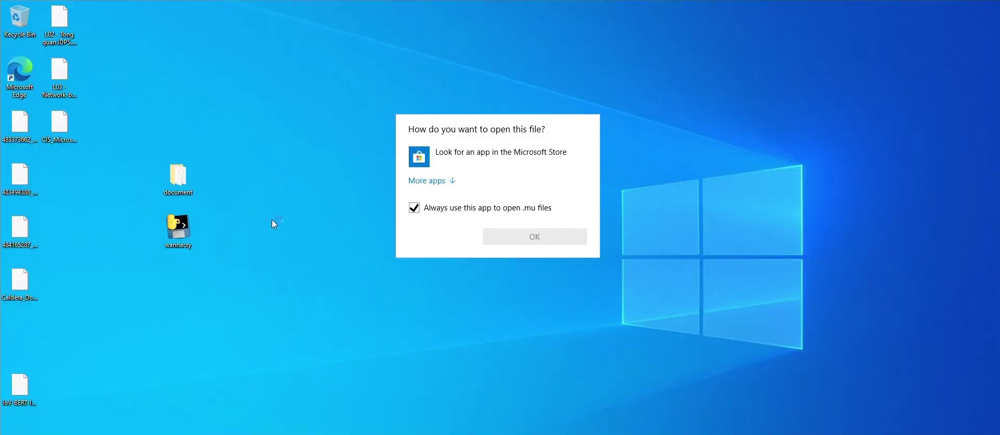 Recycle Bin
L02 - Tong
quan IDPS....
Microsoft
Edge
L03 -
Network-b...
483373662_...
CIS_Micros...
483494388_...
484165287_...
Caldera_Do...
IoV-BERT-I...
document
wannacry
How do you want to open this file?
Look for an app in the Microsoft Store
More apps
Always use this app to open .mu files
OK